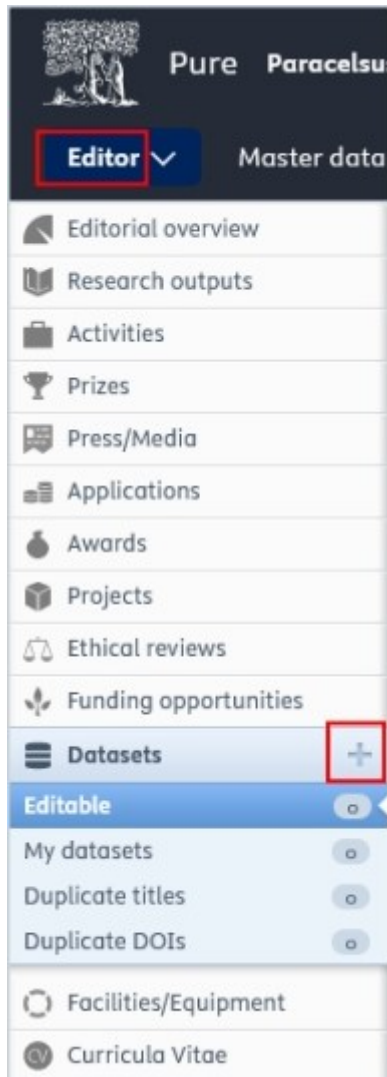 Pure Paracelsu
Editor Master data
Editorial overview
Research outputs
Activities
Prizes
Press/Media
Applications
Awards
Projects
Ethical reviews
Funding opportunities
Datasets
Editable 0
My datasets 0
Duplicate titles 0
Duplicate DOIs 0
Facilities/Equipment
CV Curricula Vitae